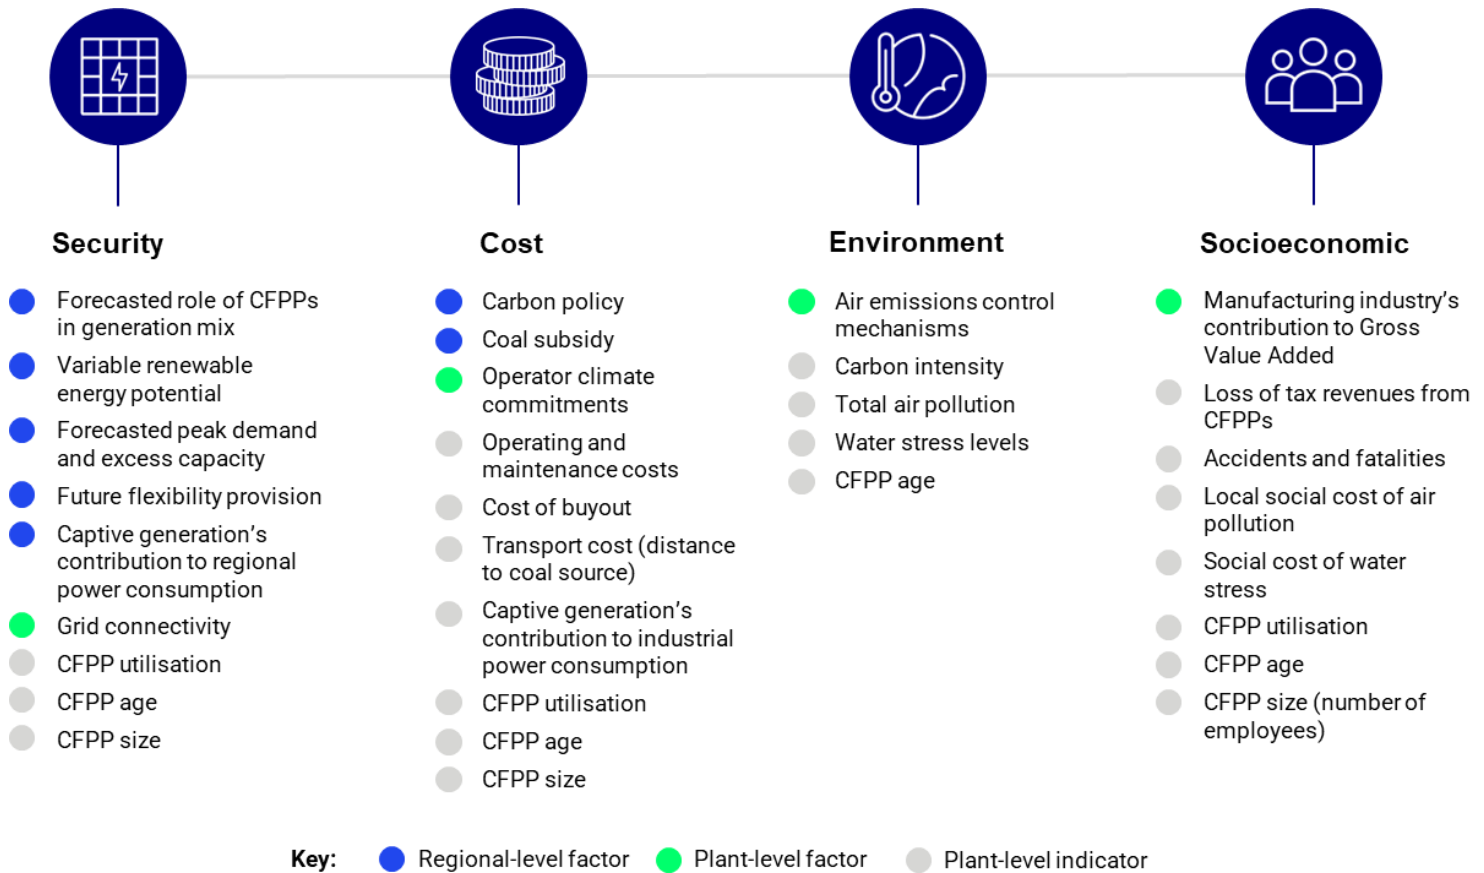 Security
Forecasted role of CFPPs
in generation mix
Variable renewable
energy potential
Forecasted peak demand
and excess capacity
Future flexibility provision
Captive generation's
contribution to regional
power consumption
Grid connectivity
CFPP utilisation
CFPP age
CFPP size
Cost
Carbon policy
Coal subsidy
Operator climate
commitments
Operating and
maintenance costs
Cost of buyout
Transport cost (distance
to coal source)
Captive generation's
contribution to industrial
power consumption
CFPP utilisation
CFPP age
CFPP size
Environment
Air emissions control
mechanisms
Carbon intensity
Total air pollution
Water stress levels
CFPP age
Socioeconomic
Manufacturing industry's
contribution to Gross
Value Added
Loss of tax revenues from
CFPPs
Accidents and fatalities
Local social cost of air
pollution
Social cost of water
stress
CFPP utilisation
CFPP age
CFPP size (number of
employees)
Key: Regional-level factor Plant-level factor Plant-level indicator